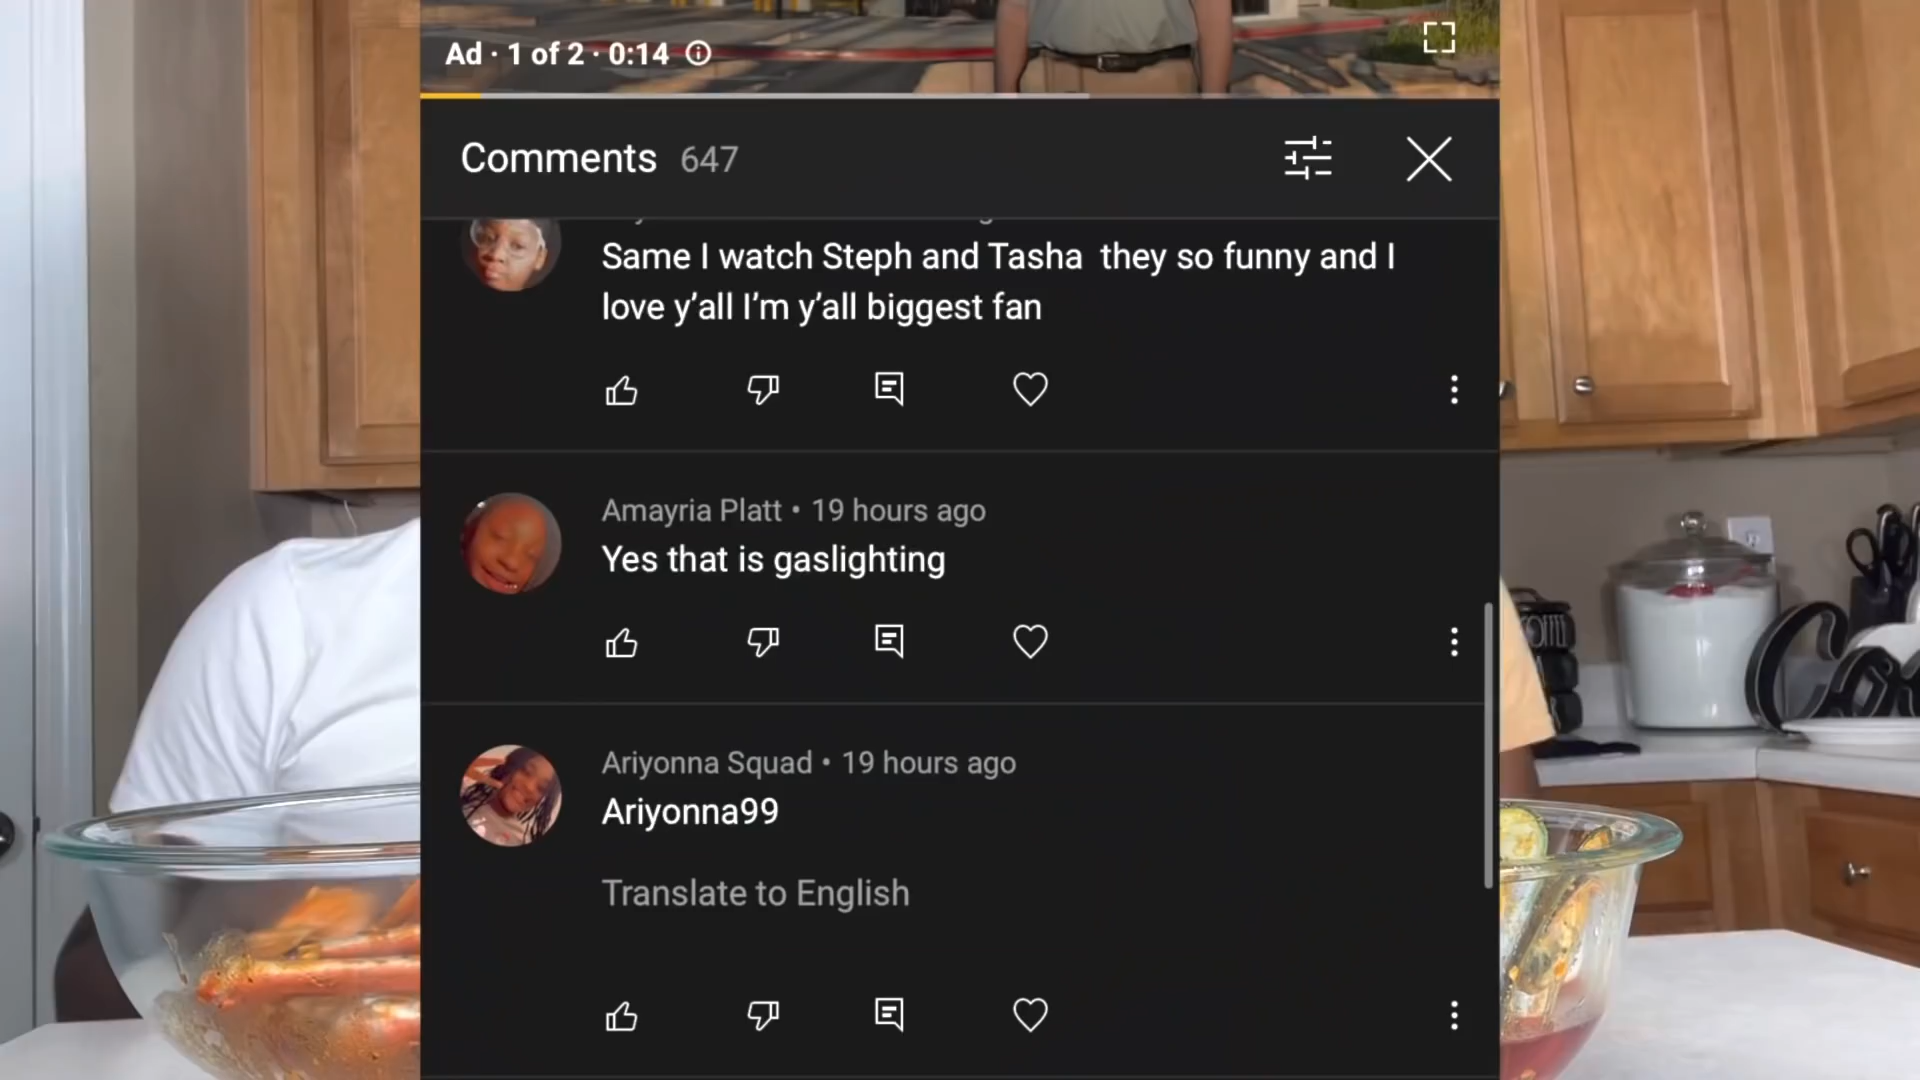 Ad · 1 of 2 · 0:14
Comments 647
Same I watch Steph and Tasha they so funny and I
love y’all I’m y’all biggest fan
Amayria Platt • 19 hours ago
Yes that is gaslighting
Ariyonna Squad • 19 hours ago
Ariyonna99
Translate to English